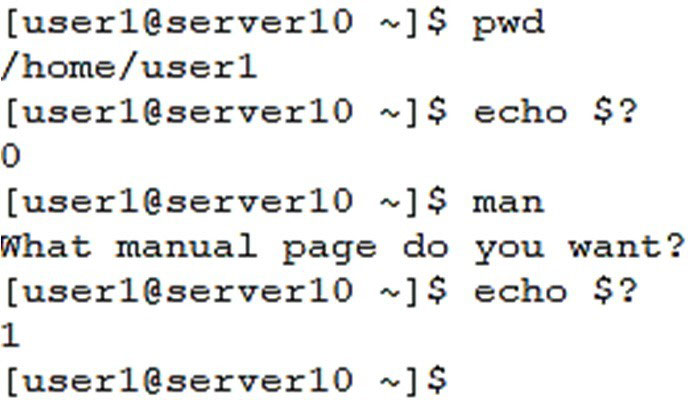 [user1@server10 ~]$ pwd
/home/user1
[user1@server10 ~]$ echo $?
0
[user1@server10 ~]$ man
What manual page do you want?
[user1@server10 ~]$ echo $?
1
[user1@server10 ~]$